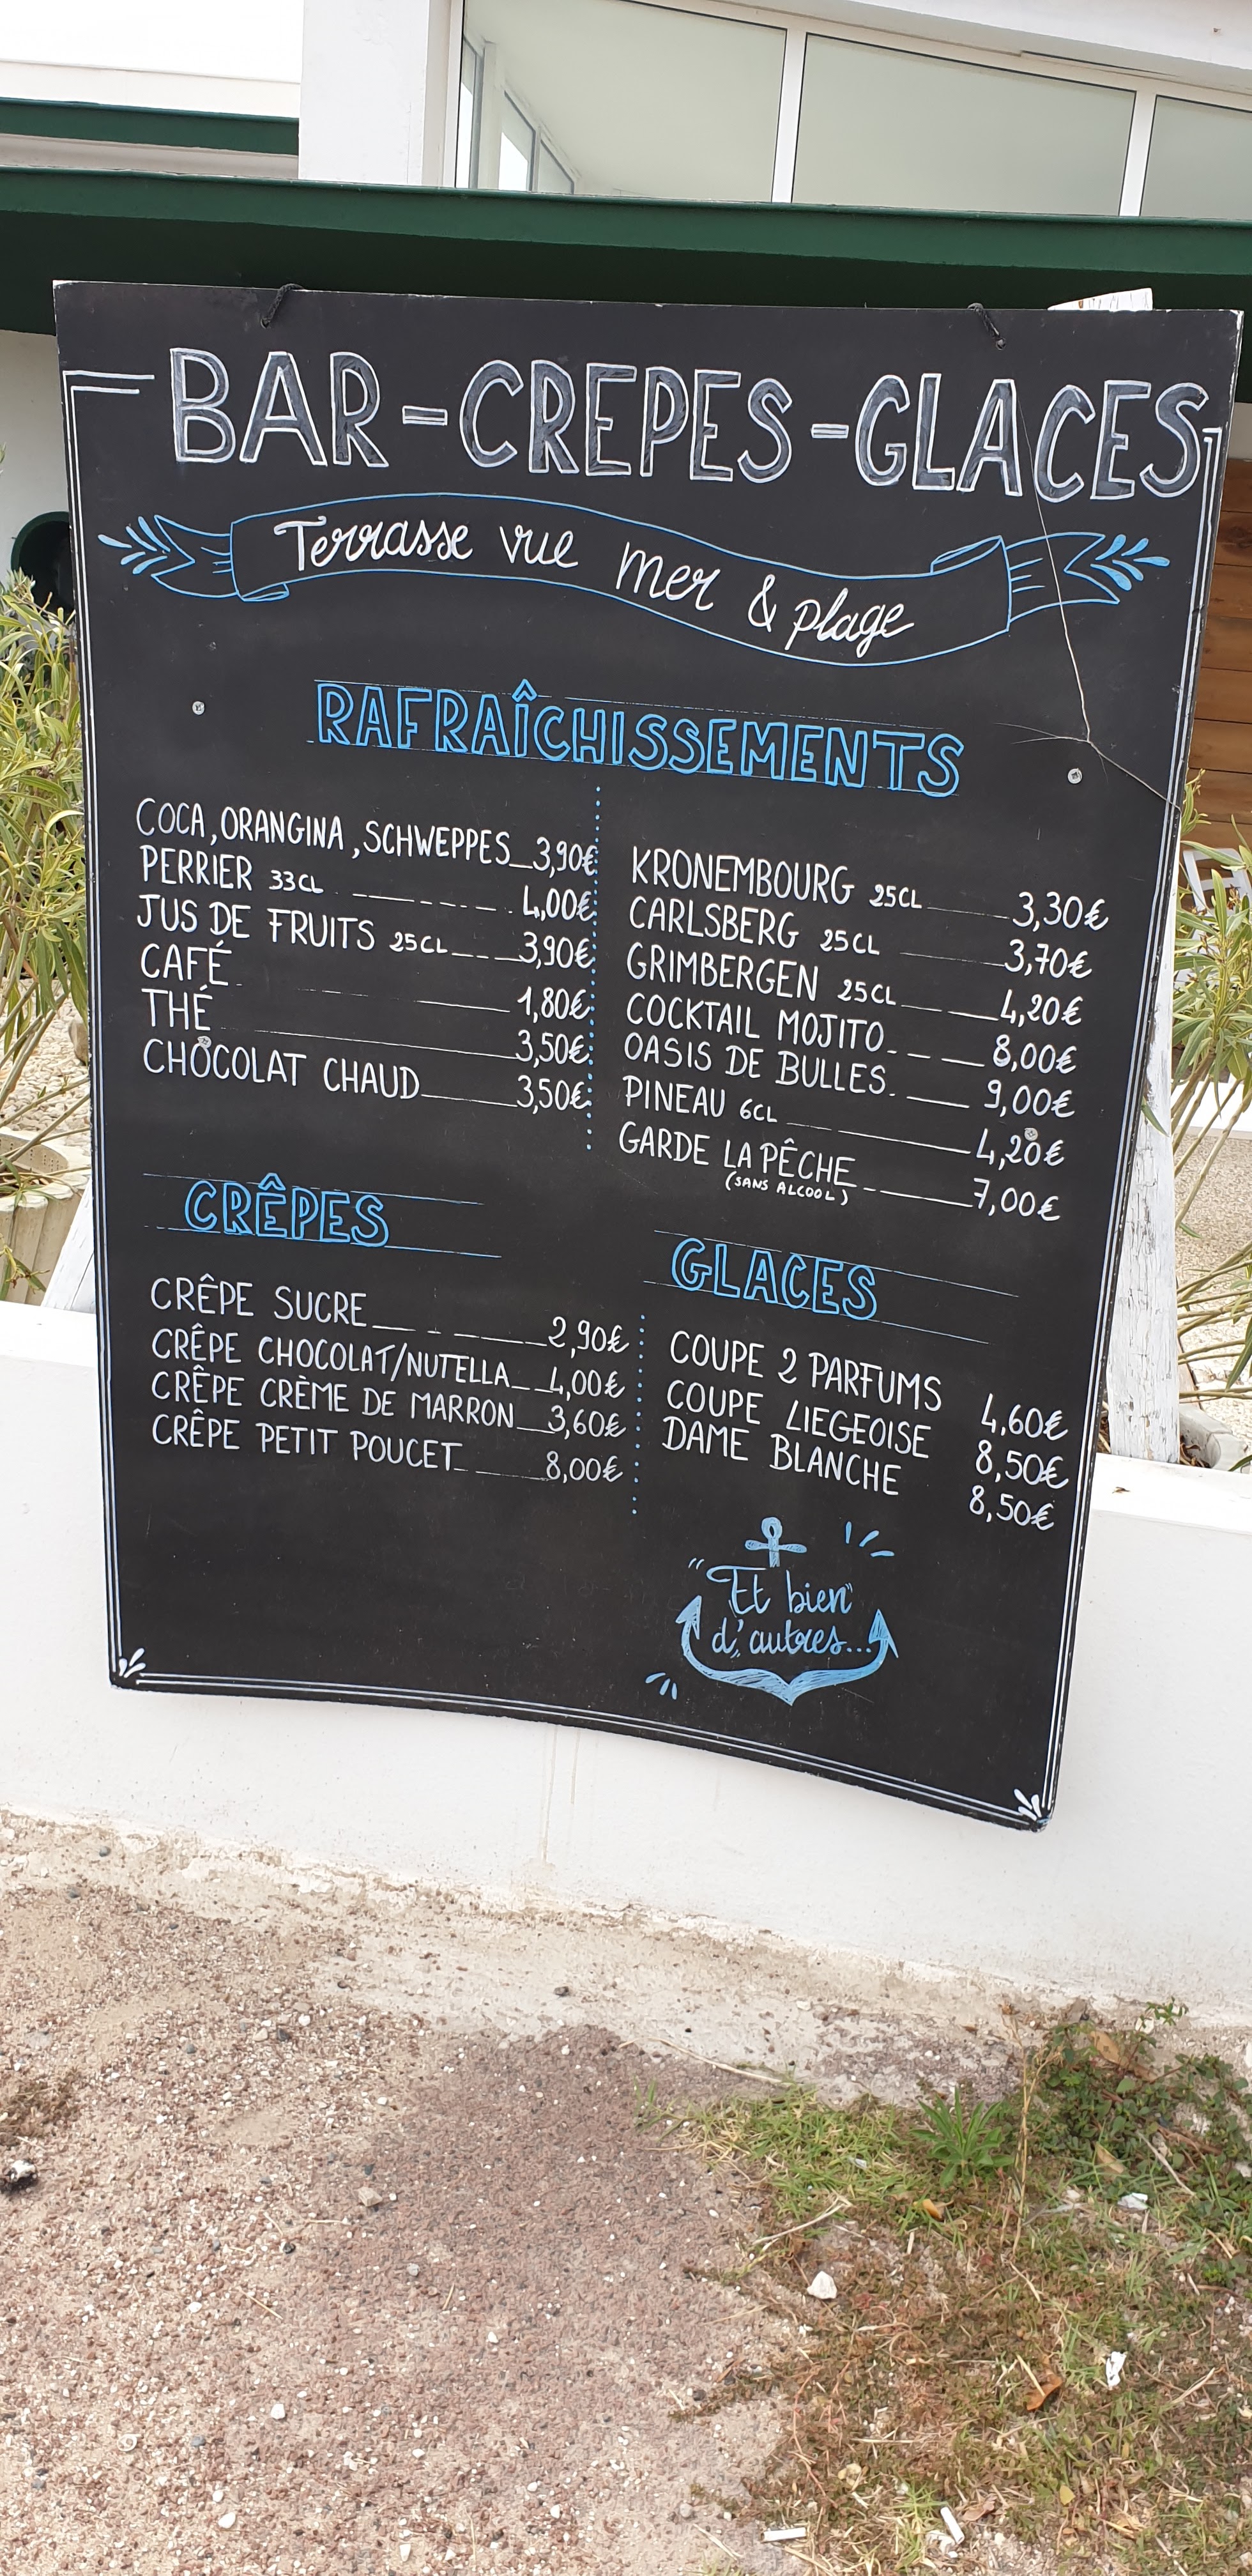 BAR-CREPES-GLACES
Terrasse vue mer & plage
RAFRAÎCHISSEMENTS
COCA, ORANGINA, SCHWEPPES 3,90€
PERRIER 33CL 4,00€
JUS DE FRUITS 25CL 3,90€
CAFÉ 1,80€
THÉ 3,50€
CHOCOLAT CHAUD 3,50€
KRONEMBOURG 25CL 3,30€
CARLSBERG 25CL 3,70€
GRIMBERGEN 25CL 4,20€
COCKTAIL MOJITO 8,00€
OASIS DE BULLES 9,00€
PINEAU 6CL 4,20€
GARDE LA PÊCHE 7,00€
(SANS ALCOOL)
CRÊPES
CRÊPE SUCRE 2,90€
CRÊPE CHOCOLAT/NUTELLA 4,00€
CRÊPE CRÈME DE MARRON 3,60€
CRÊPE PETIT POUCET 8,00€
GLACES
COUPE 2 PARFUMS 4,60€
COUPE LIEGEOISE 8,50€
DAME BLANCHE 8,50€
"Et bien"
d'autres...